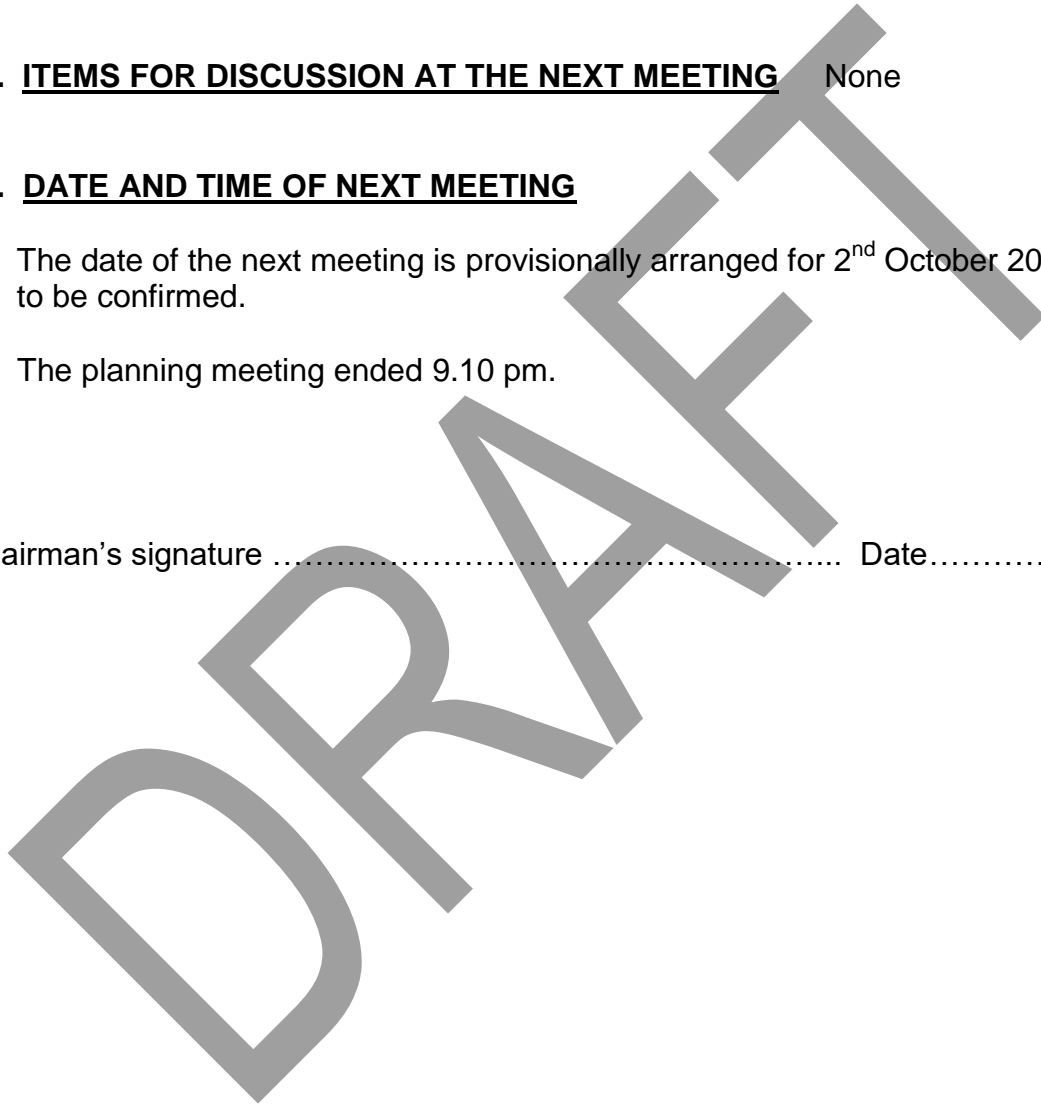 . ITEMS FOR DISCUSSION AT THE NEXT MEETING None
. DATE AND TIME OF NEXT MEETING
The date of the next meeting is provisionally arranged for 2nd October 20
to be confirmed.
The planning meeting ended 9.10 pm.
airman’s signature ………………………………………………... Date…………
DRAFT